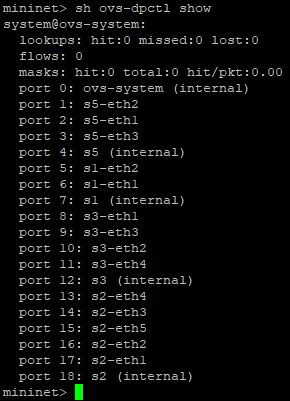 mininet> sh ovs-dpctl show
system@ovs-system:
  lookups: hit:0 missed:0 lost:0
  flows: 0
  masks: hit:0 total:0 hit/pkt:0.00
  port 0: ovs-system (internal)
  port 1: s5-eth2
  port 2: s5-eth1
  port 3: s5-eth3
  port 4: s5 (internal)
  port 5: s1-eth2
  port 6: s1-eth1
  port 7: s1 (internal)
  port 8: s3-eth1
  port 9: s3-eth3
  port 10: s3-eth2
  port 11: s3-eth4
  port 12: s3 (internal)
  port 13: s2-eth4
  port 14: s2-eth3
  port 15: s2-eth5
  port 16: s2-eth2
  port 17: s2-eth1
  port 18: s2 (internal)
mininet>